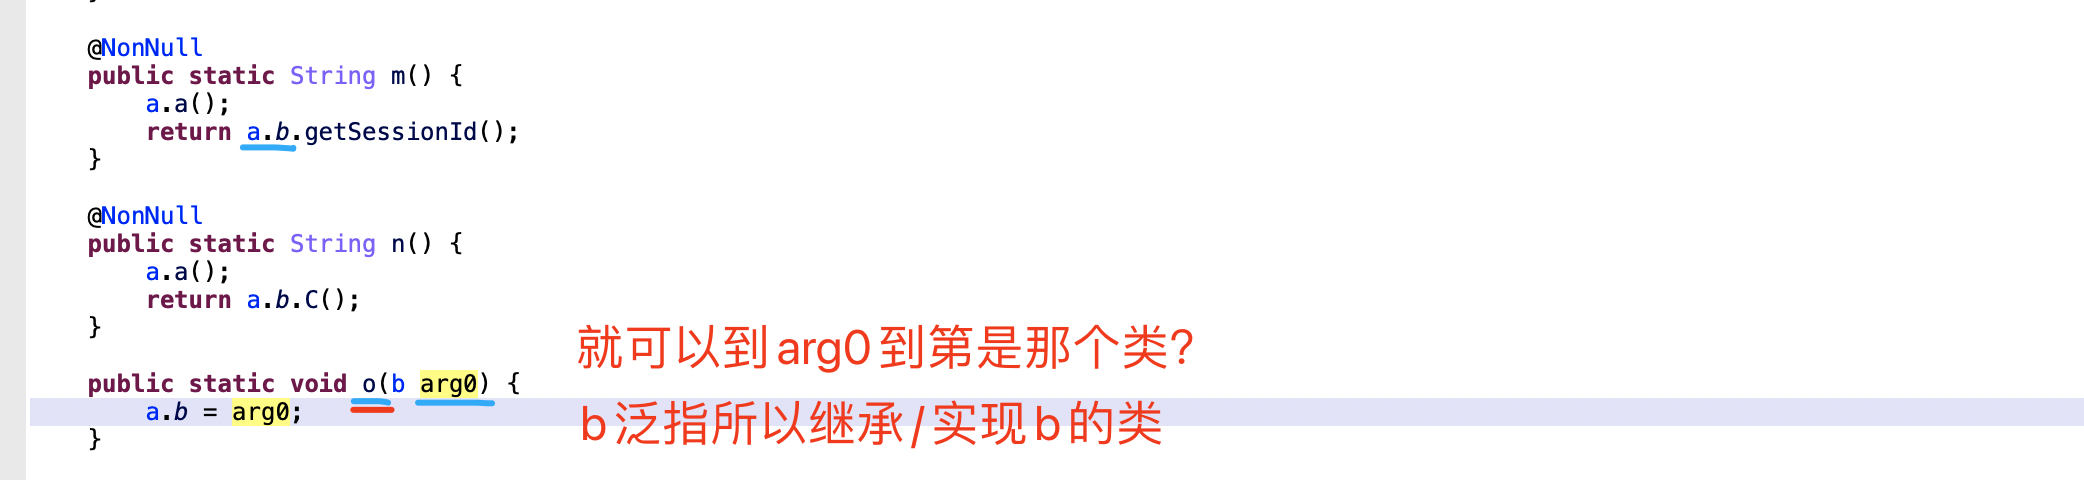 }
@NonNull
public static String m() {
a.a();
return a.b.getSessionId();
}
@NonNull
public static String n() {
a.a();
return a.b.C();
}
就可以到arg0到第是那个类?
public static void o(b arg0) {
a.b = arg0;
b泛指所以继承/实现b的类
}